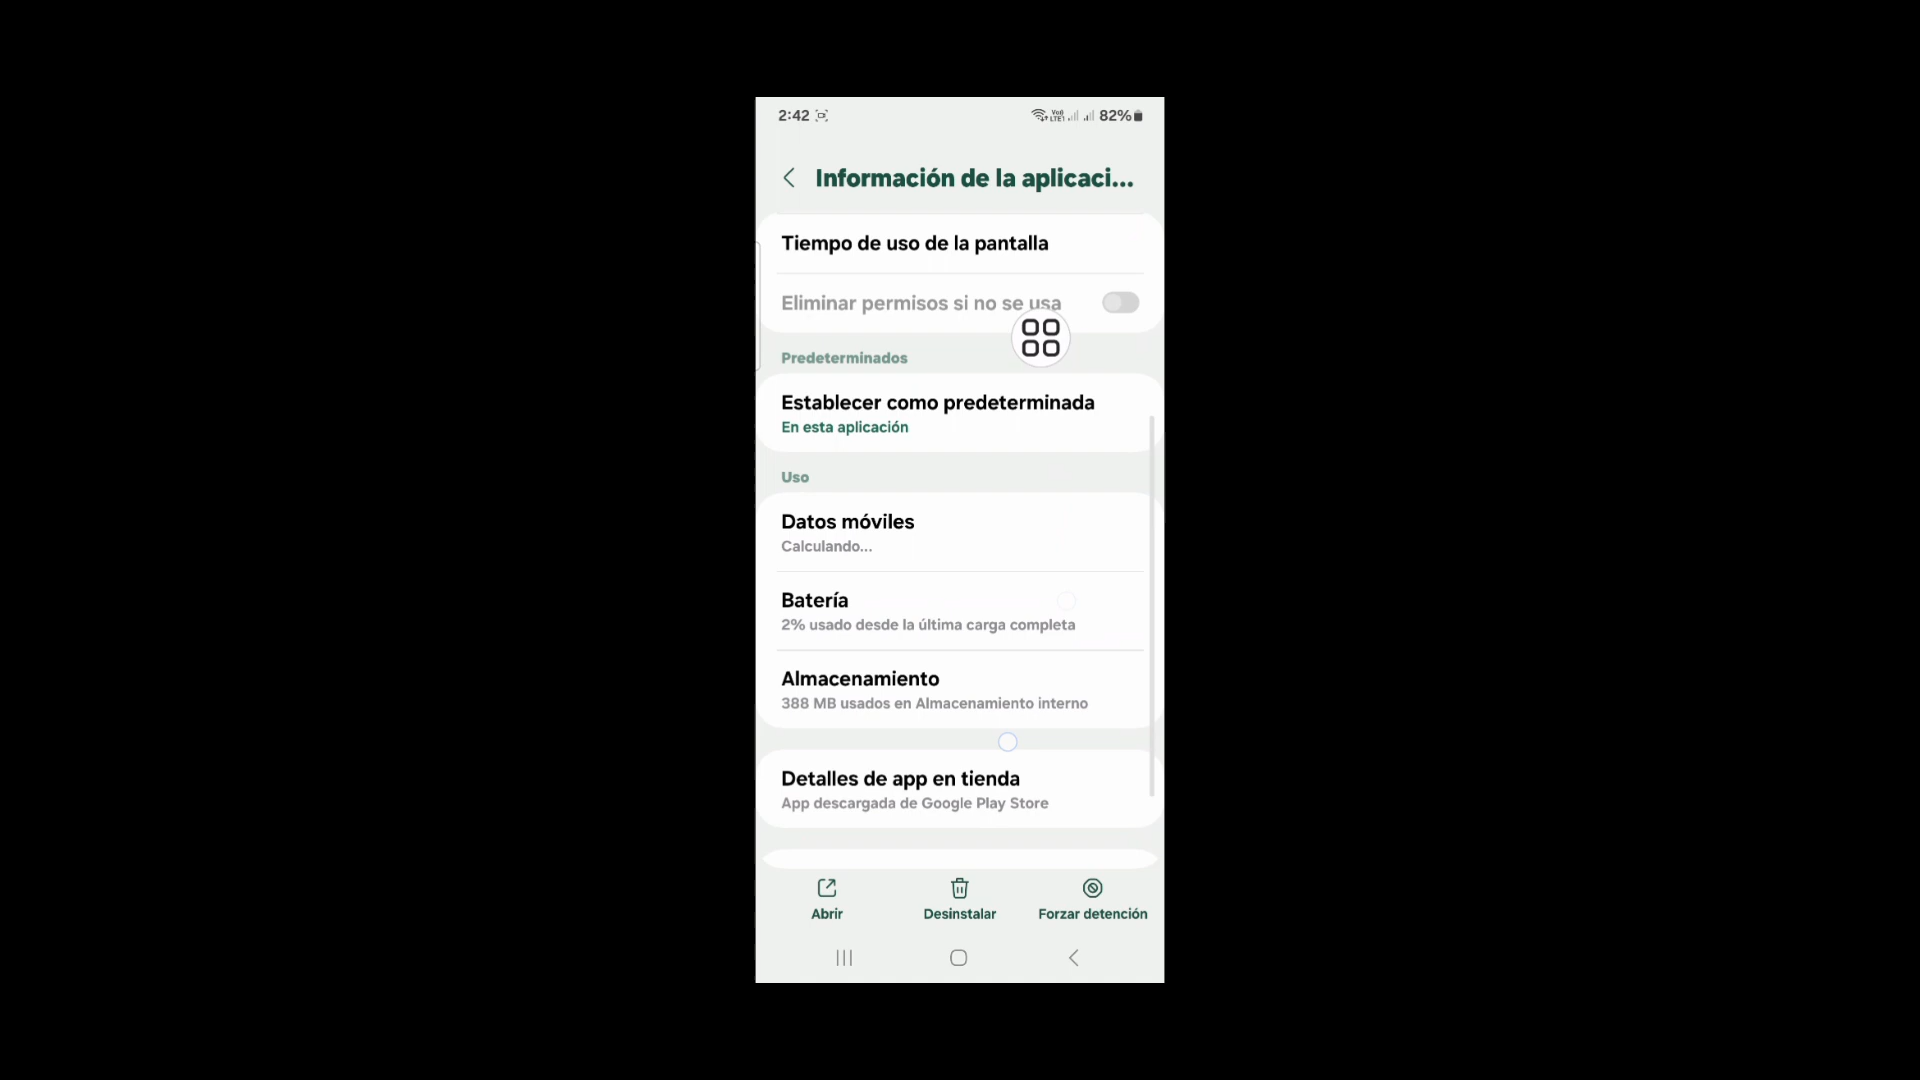 2:42
Vo8 LTE1 82%
Información de la aplicaci...
Tiempo de uso de la pantalla
Eliminar permisos si no se usa
Predeterminados
Establecer como predeterminada
En esta aplicación
Uso
Datos móviles
Calculando...
Batería
2% usado desde la última carga completa
Almacenamiento
388 MB usados en Almacenamiento interno
Detalles de app en tienda
App descargada de Google Play Store
Abrir
Desinstalar
Forzar detención